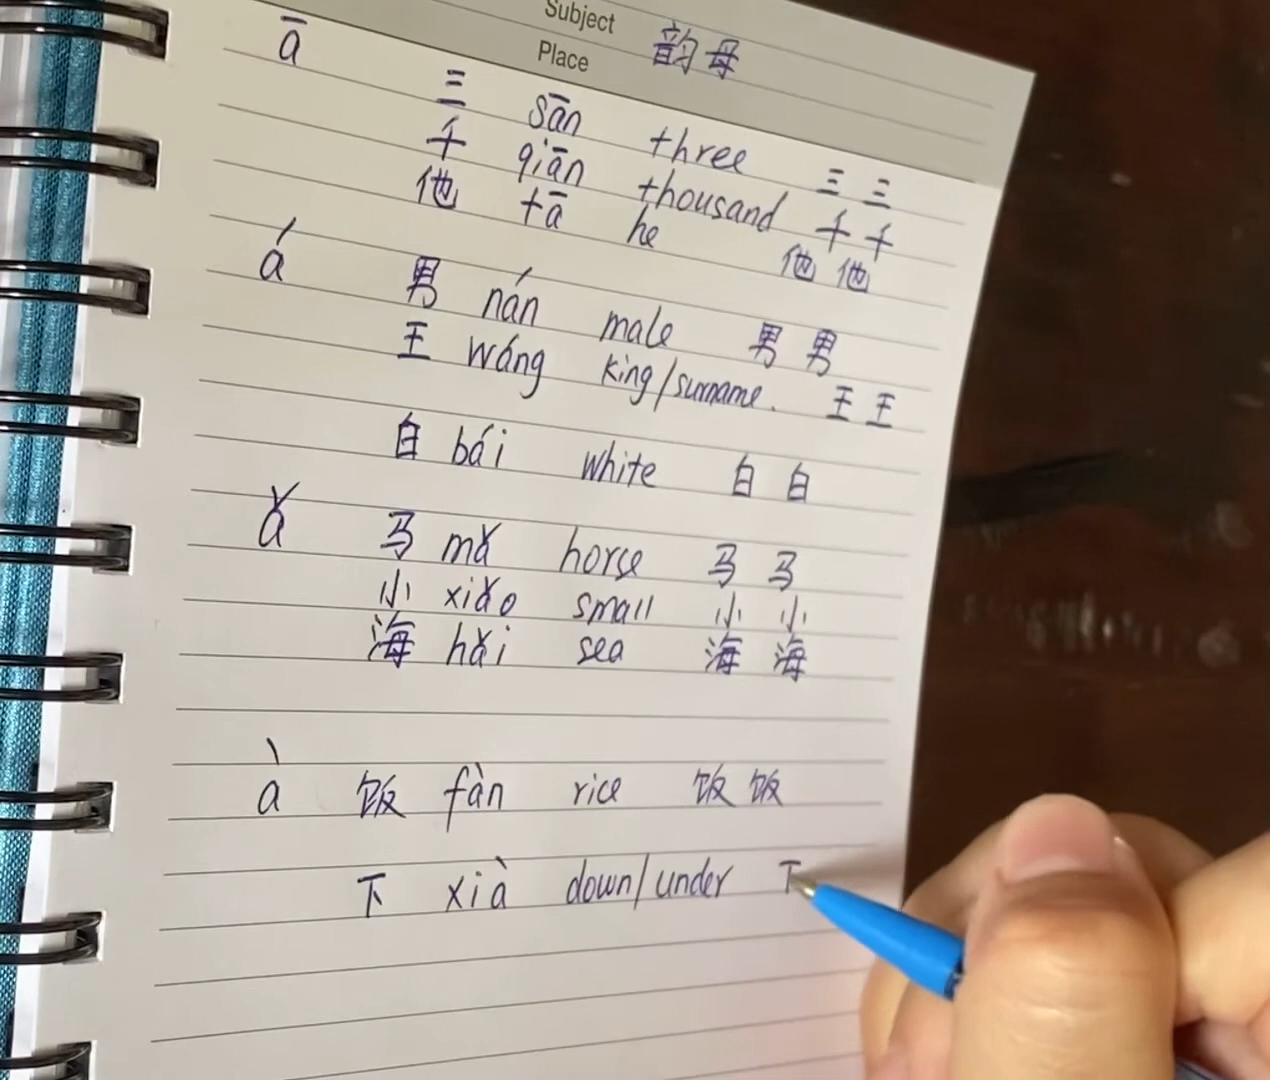 Subject 韵母
Place
ā
三 sān three 三 三
千 qiān thousand 千 千
他 tā he 他 他
á 男 nán male 男 男
王 wáng king/surname. 王 王
白 bái white 白 白
ǎ 马 mǎ horse 马 马
小 xiǎo small 小 小
海 hǎi sea 海 海
à 饭 fàn rice 饭 饭
下 xià down/under 下